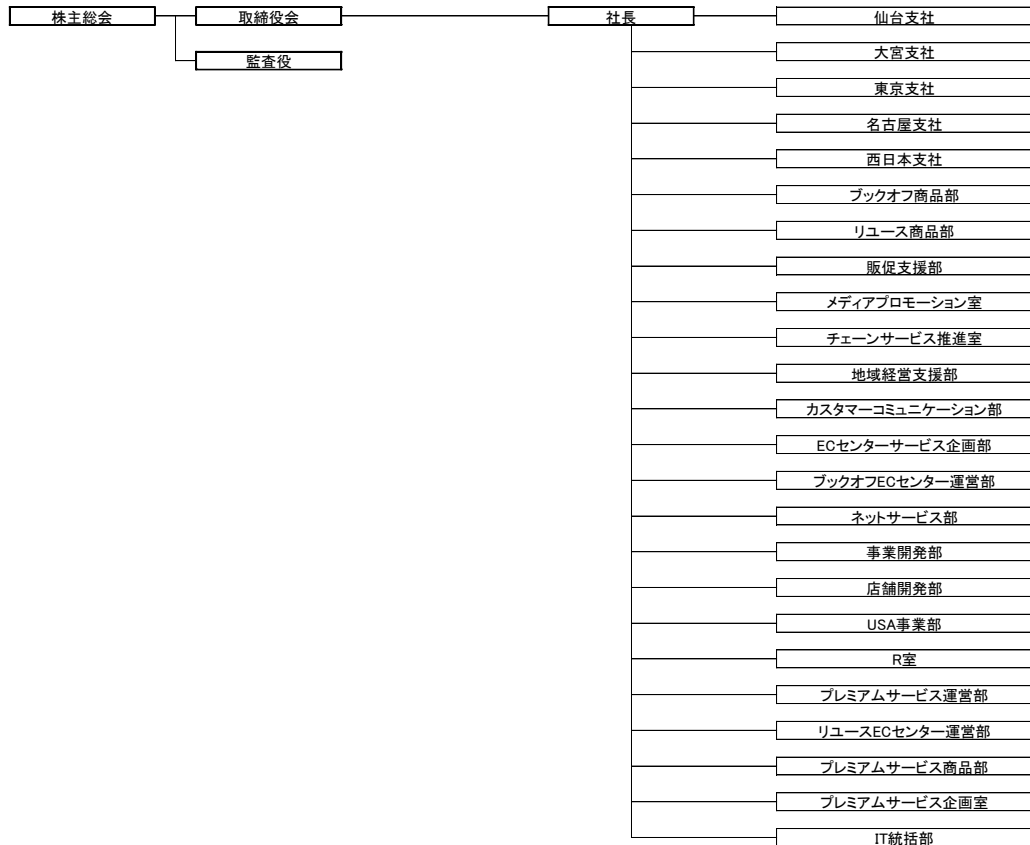 株主総会
取締役会
社長
仙台支社
監査役
大宮支社
東京支社
名古屋支社
西日本支社
ブックオフ商品部
リユース商品部
販促支援部
メディアプロモーション室
チェーンサービス推進室
地域経営支援部
カスタマーコミュニケーション部
ECセンターサービス企画部
ブックオフECセンター運営部
ネットサービス部
事業開発部
店舗開発部
USA事業部
R室
プレミアムサービス運営部
リユースECセンター運営部
プレミアムサービス商品部
プレミアムサービス企画室
IT統括部